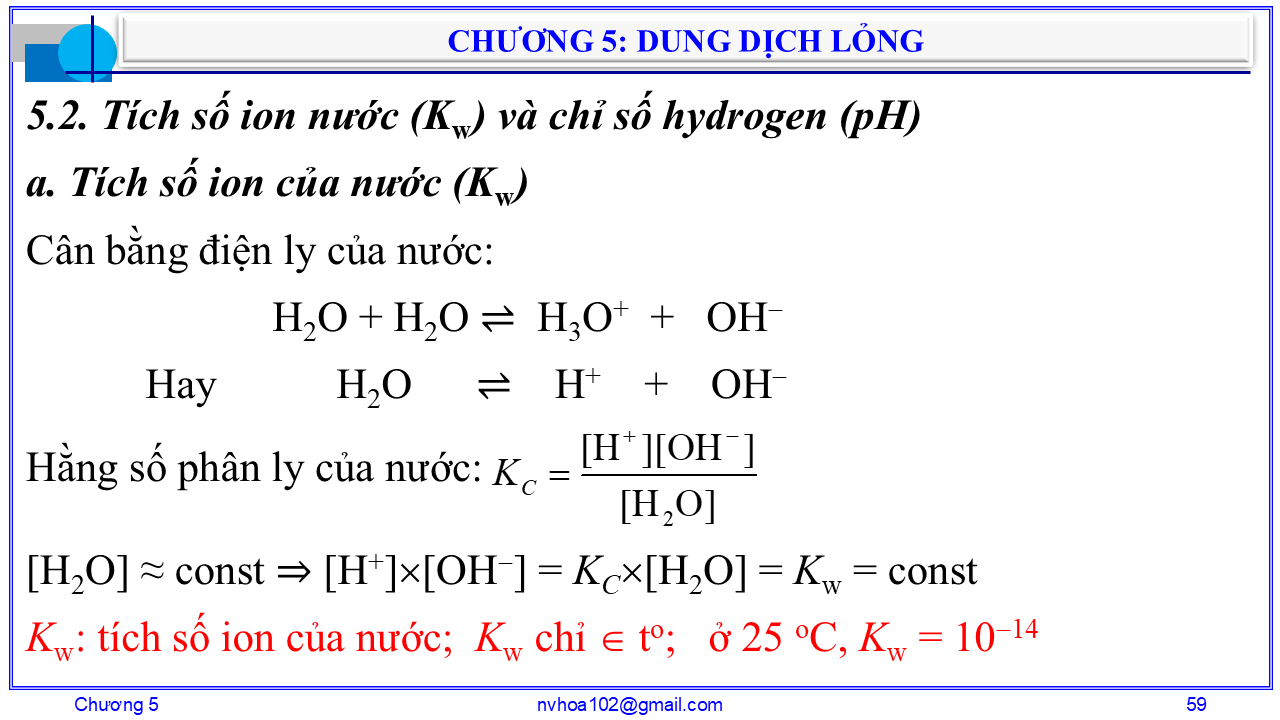 CHƯƠNG 5: DUNG DỊCH LỎNG
5.2. Tích số ion nước (Kw) và chỉ số hydrogen (pH)
a. Tích số ion của nước (Kw)
Cân bằng điện ly của nước:
H₂O + H₂O ⇌ H₃O⁺ + OH⁻
Hay H₂O ⇌ H⁺ + OH⁻
Hằng số phân ly của nước: K_C = [H⁺][OH⁻] / [H₂O]
[H₂O] ≈ const ⇒ [H⁺]×[OH⁻] = K_C×[H₂O] = Kw = const
Kw: tích số ion của nước; Kw chỉ ∈ tº; ở 25 ºC, Kw = 10⁻¹⁴
Chương 5 nvhoa102@gmail.com 59